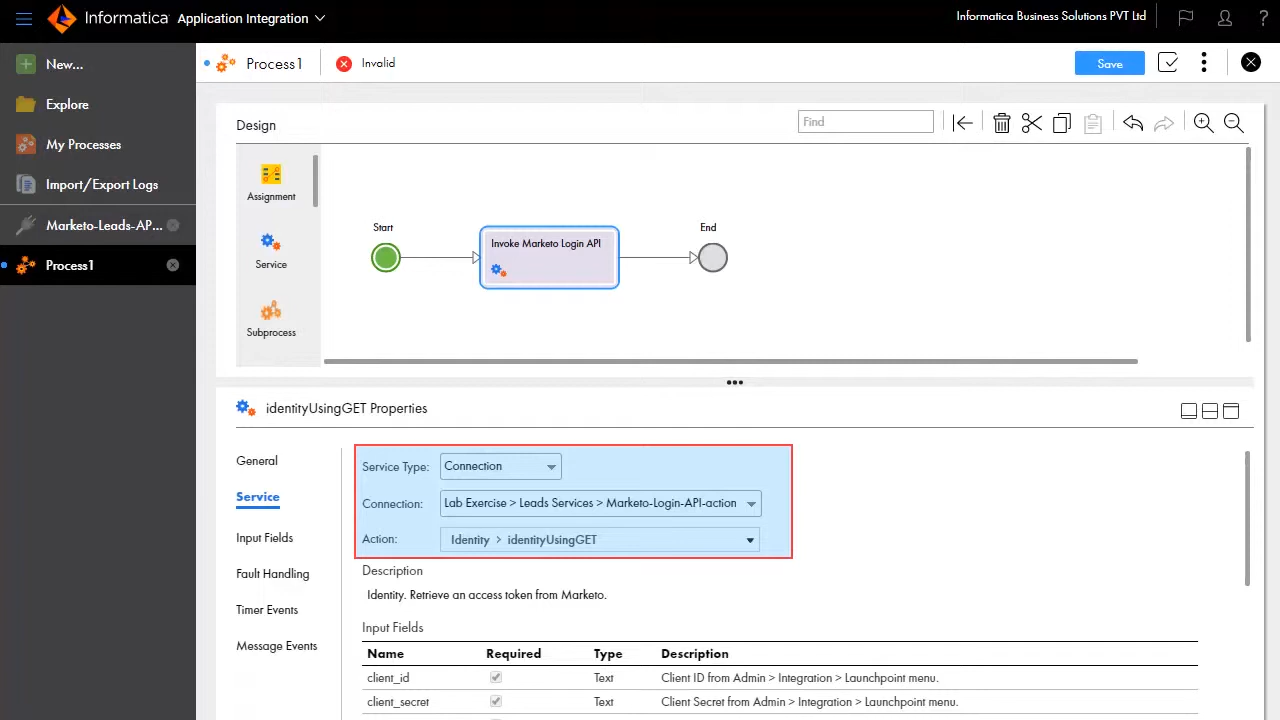 Informatica Application Integration
Informatica Business Solutions PVT Ltd
?
New...
Explore
My Processes
Import/Export Logs
Marketo-Leads-AP...
Process1
Process1
Invalid
Save
Design
Find
Assignment
Service
Subprocess
Start
Invoke Marketo Login API
End
identityUsingGET Properties
General
Service
Input Fields
Fault Handling
Timer Events
Message Events
Service Type: Connection
Connection: Lab Exercise > Leads Services > Marketo-Login-API-action
Action: Identity > identityUsingGET
Description
Identity. Retrieve an access token from Marketo.
Input Fields
Name Required Type Description
client_id Text Client ID from Admin > Integration > Launchpoint menu.
client_secret Text Client Secret from Admin > Integration > Launchpoint menu.